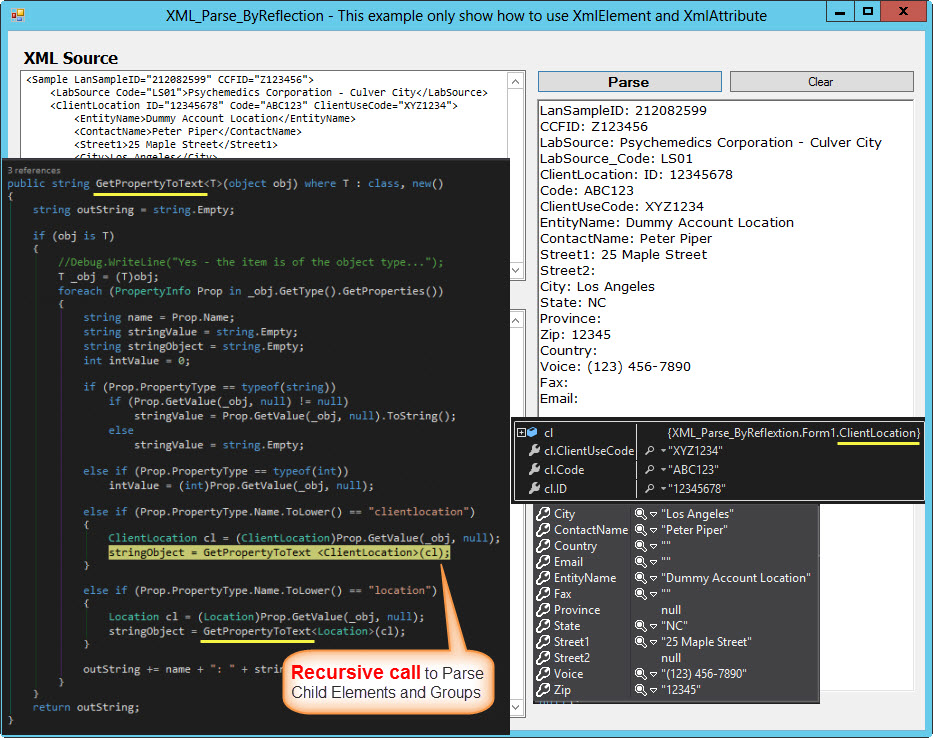 XML_Parse_ByReflection - This example only show how to use XmlElement and XmlAttribute
XML Source
<Sample LanSampleID="212082599" CCFID="Z123456">
<LabSource Code="LS01">Psychemedics Corporation - Culver City</LabSource>
<ClientLocation ID="12345678" Code="ABC123" ClientUseCode="XYZ1234">
<EntityName>Dummy Account Location</EntityName>
<ContactName>Peter Piper</ContactName>
<Street1>25 Maple Street</Street1>
<City>Los Angeles</City>
3 references
public string GetPropertyToText<T>(object obj) where T : class, new()
{
string outString = string.Empty;
if (obj is T)
{
//Debug.WriteLine("Yes - the item is of the object type...");
T _obj = (T)obj;
foreach (PropertyInfo Prop in _obj.GetType().GetProperties())
{
string name = Prop.Name;
string stringValue = string.Empty;
string stringObject = string.Empty;
int intValue = 0;
if (Prop.PropertyType == typeof(string))
if (Prop.GetValue(_obj, null) != null)
stringValue = Prop.GetValue(_obj, null).ToString();
else
stringValue = string.Empty;
else if (Prop.PropertyType == typeof(int))
intValue = (int)Prop.GetValue(_obj, null);
else if (Prop.PropertyType.Name.ToLower() == "clientlocation")
{
ClientLocation cl = (ClientLocation)Prop.GetValue(_obj, null);
stringObject = GetPropertyToText <ClientLocation>(cl);
}
else if (Prop.PropertyType.Name.ToLower() == "location")
{
Location cl = (Location)Prop.GetValue(_obj, null);
stringObject = GetPropertyToText<Location>(cl);
}
outString += name + ": " +
}
}
return outString;
}
Recursive call to Parse
Child Elements and Groups
Parse
Clear
LanSampleID: 212082599
CCFID: Z123456
LabSource: Psychemedics Corporation - Culver City
LabSource_Code: LS01
ClientLocation: ID: 12345678
Code: ABC123
ClientUseCode: XYZ1234
EntityName: Dummy Account Location
ContactName: Peter Piper
Street1: 25 Maple Street
Street2:
City: Los Angeles
State: NC
Province:
Zip: 12345
Country:
Voice: (123) 456-7890
Fax:
Email:
cl {XML_Parse_ByReflextion.Form1.ClientLocation}
cl.ClientUseCode "XYZ1234"
cl.Code "ABC123"
cl.ID "12345678"
City "Los Angeles"
ContactName "Peter Piper"
Country ""
Email ""
EntityName "Dummy Account Location"
Fax ""
Province null
State "NC"
Street1 "25 Maple Street"
Street2 null
Voice "(123) 456-7890"
Zip "12345"